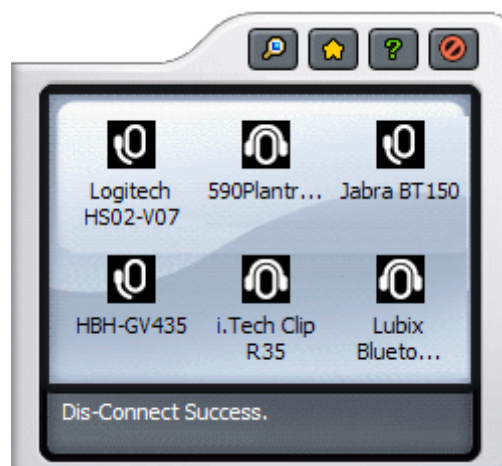 Logitech
HS02-V07
590Plantr...
Jabra BT150
HBH-GV435
i.Tech Clip
R35
Lubix
Blueto...
Dis-Connect Success.